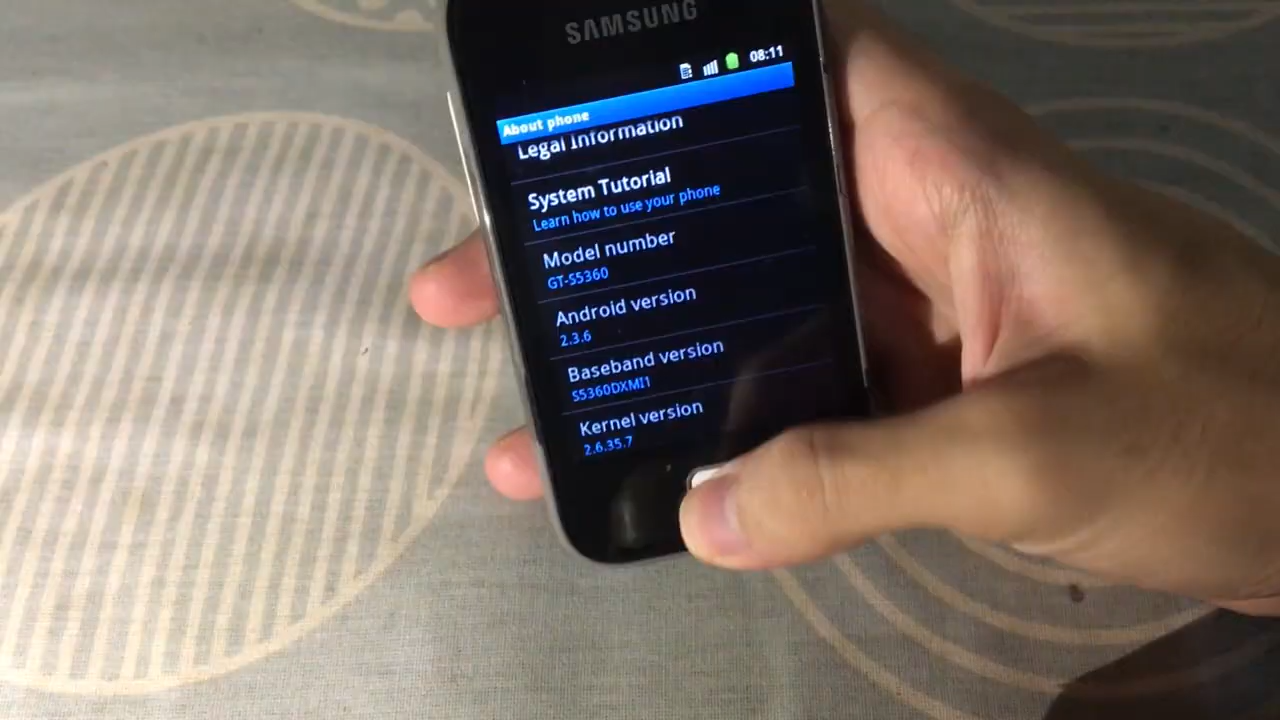 SAMSUNG
08:11
About phone
Legal Information
System Tutorial
Learn how to use your phone
Model number
GT-S5360
Android version
2.3.6
Baseband version
S5360DXMI1
Kernel version
2.6.35.7